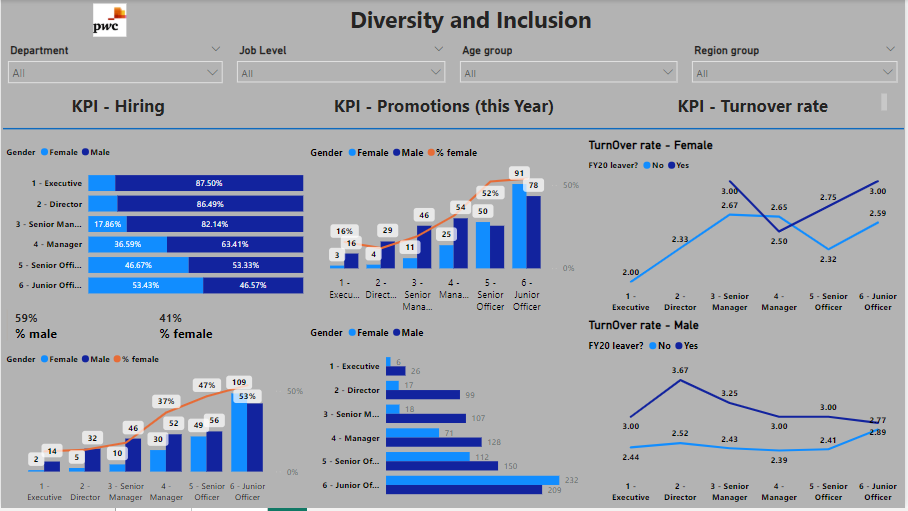 pwc
Diversity and Inclusion
Department
Job Level
Age group
Region group
All
All
All
All
KPI - Hiring
KPI - Promotions (this Year)
KPI - Turnover rate
Gender Female Male
1 - Executive 87.50%
2 - Director 86.49%
3 - Senior Man... 17.86% 82.14%
4 - Manager 36.59% 63.41%
5 - Senior Offi... 46.67% 53.33%
6 - Junior Offi... 53.43% 46.57%
59%
% male
41%
% female
Gender Female Male % female
2 14 5 32 10 46 30 37% 52 49 47% 56 109 53%
50%
0%
1 -
Executive
2 -
Director
3 - Senior
Manager
4 -
Manager
5 - Senior
Officer
6 - Junior
Officer
Gender Female Male % female
16%
3 16 4 29 11 46 25 54 50 52% 91 78
50%
0%
1 -
Execu...
2 -
Direct...
3 -
Senior
Mana...
4 -
Mana...
5 -
Senior
Officer
6 -
Junior
Officer
Gender Female Male
1 - Executive 6
26
2 - Director 17
99
3 - Senior M... 18
107
4 - Manager 71
128
5 - Senior Of... 112
150
6 - Junior Of... 232
209
TurnOver rate - Female
FY20 leaver? No Yes
2.00 2.33 3.00 2.67 2.65 2.50 2.75 2.32 3.00 2.59
1 -
Executive
2 -
Director
3 - Senior
Manager
4 -
Manager
5 - Senior
Officer
6 - Junior
Officer
TurnOver rate - Male
FY20 leaver? No Yes
3.00 3.67 3.25 3.00 3.00 2.77
2.44 2.52 2.43 2.39 2.41 2.89
1 -
Executive
2 -
Director
3 - Senior
Manager
4 -
Manager
5 - Senior
Officer
6 - Junior
Officer